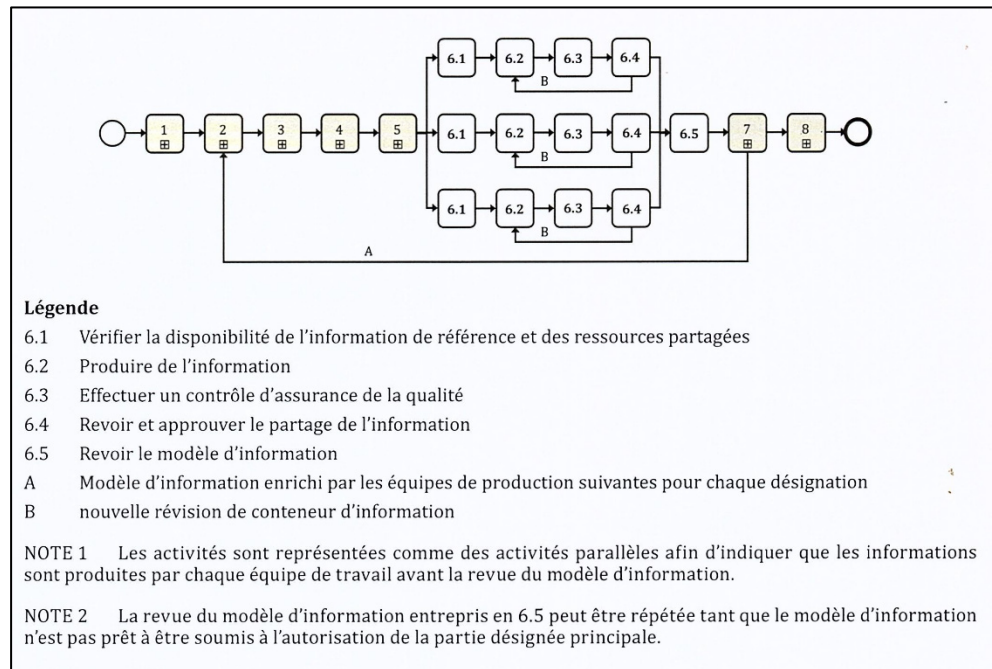 6.1 6.2 6.3 6.4
B
1 2 3 4 5 6.1 6.2 6.3 6.4 6.5 7 8
B
6.1 6.2 6.3 6.4
B
A
Légende
6.1 Vérifier la disponibilité de l'information de référence et des ressources partagées
6.2 Produire de l'information
6.3 Effectuer un contrôle d'assurance de la qualité
6.4 Revoir et approuver le partage de l'information
6.5 Revoir le modèle d'information
A Modèle d'information enrichi par les équipes de production suivantes pour chaque désignation
B nouvelle révision de conteneur d'information
NOTE 1 Les activités sont représentées comme des activités parallèles afin d'indiquer que les informations
sont produites par chaque équipe de travail avant la revue du modèle d'information.
NOTE 2 La revue du modèle d'information entrepris en 6.5 peut être répétée tant que le modèle d'information
n'est pas prêt à être soumis à l'autorisation de la partie désignée principale.